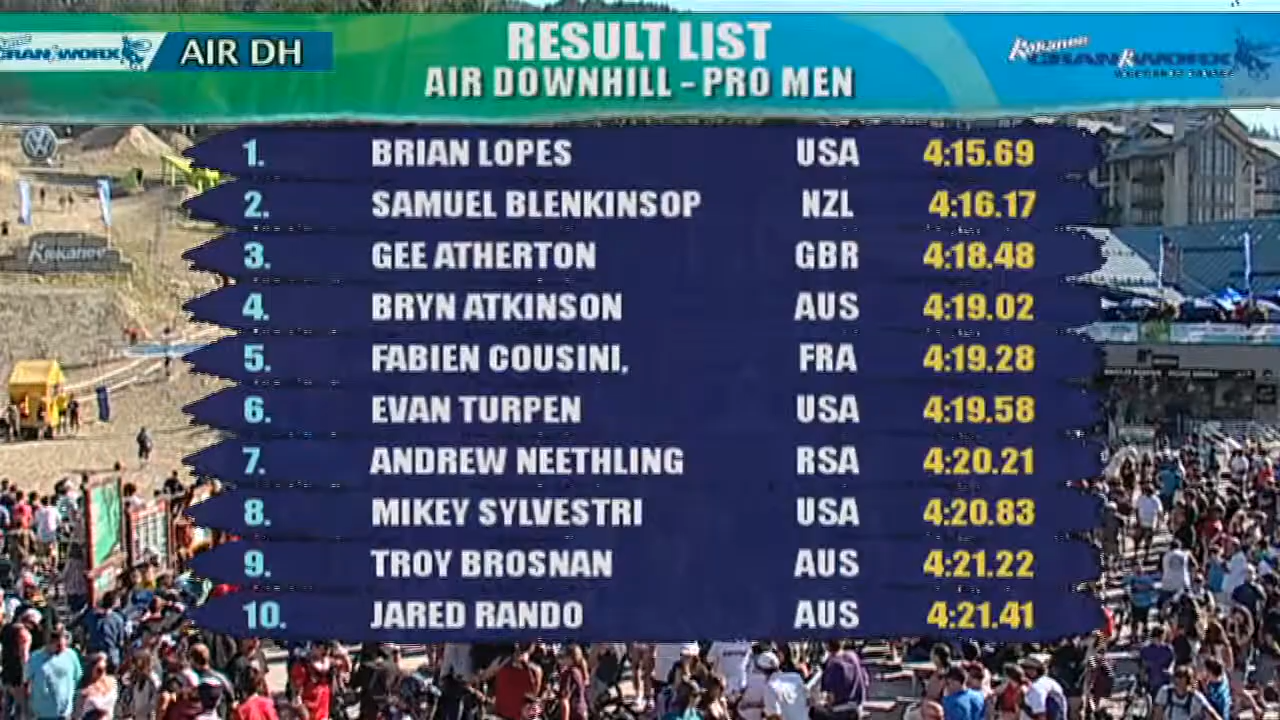 AIR DH
RESULT LIST
AIR DOWNHILL - PRO MEN
Kokanee
CRANKWORX
1. BRIAN LOPES USA 4:15.69
2. SAMUEL BLENKINSOP NZL 4:16.17
3. GEE ATHERTON GBR 4:18.48
4. BRYN ATKINSON AUS 4:19.02
5. FABIEN COUSINI, FRA 4:19.28
6. EVAN TURPEN USA 4:19.58
7. ANDREW NEETHLING RSA 4:20.21
8. MIKEY SYLVESTRI USA 4:20.83
9. TROY BROSNAN AUS 4:21.22
10. JARED RANDO AUS 4:21.41
Kokanee